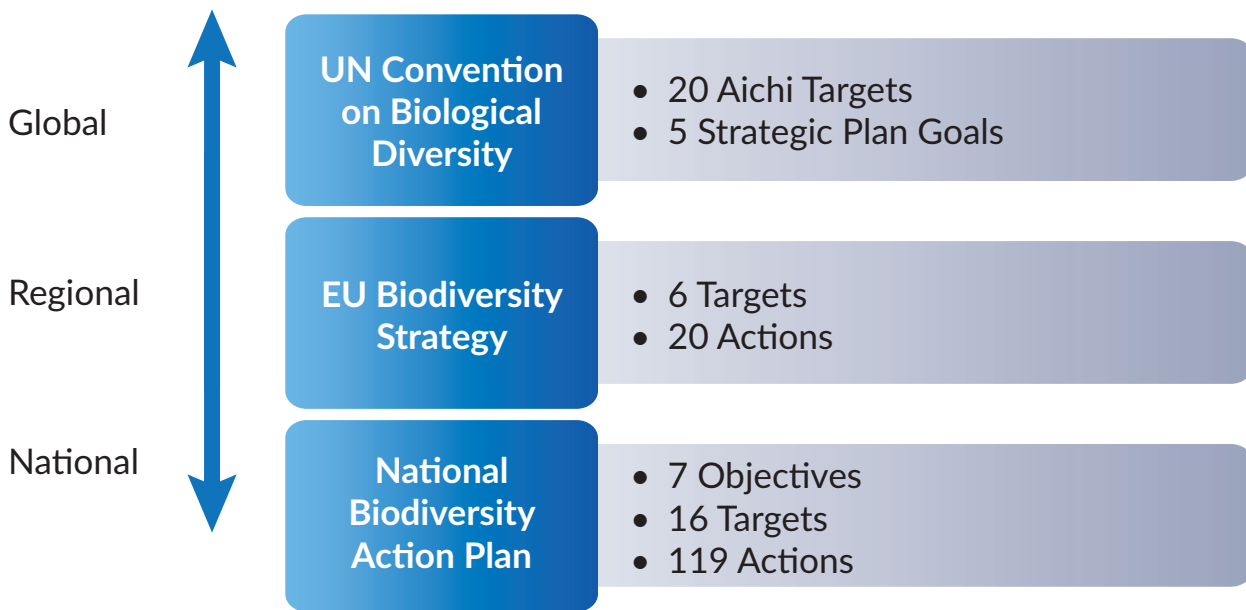 Global
UN Convention
on Biological
Diversity
• 20 Aichi Targets
• 5 Strategic Plan Goals
Regional
EU Biodiversity
Strategy
• 6 Targets
• 20 Actions
National
National
Biodiversity
Action Plan
• 7 Objectives
• 16 Targets
• 119 Actions